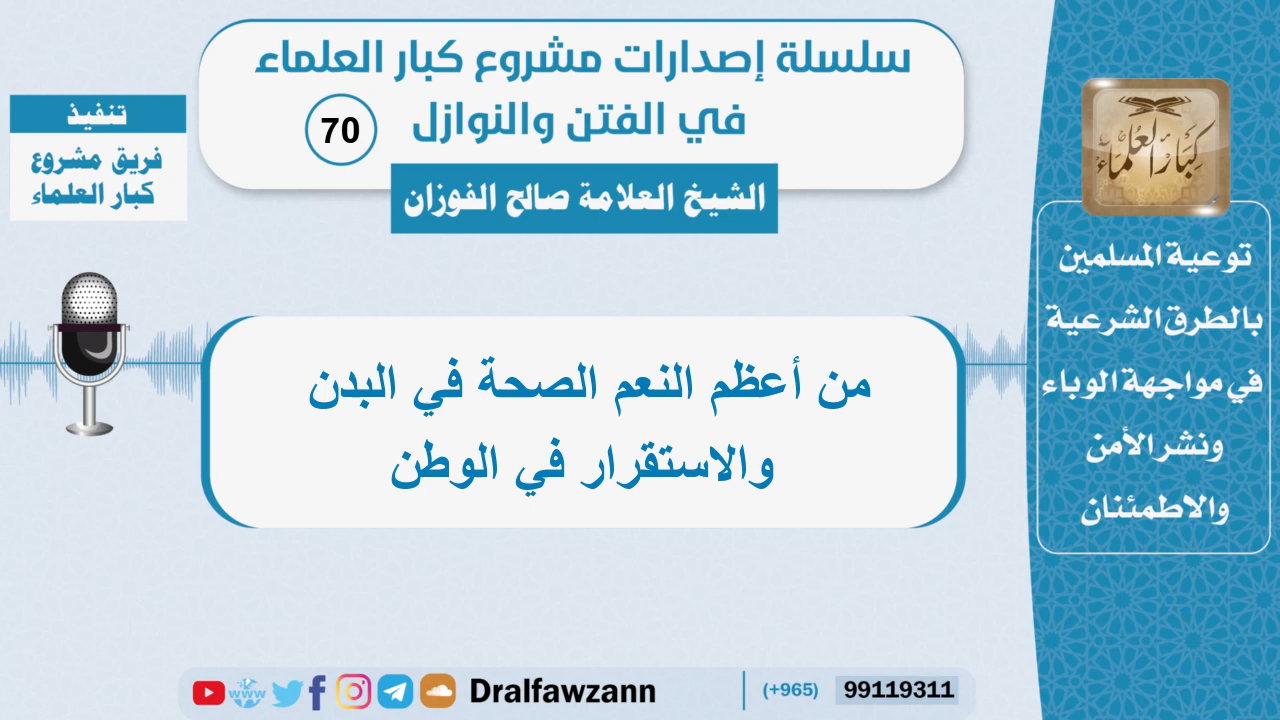 سلسلة إصدارات مشروع كبار العلماء
في الفتن والنوازل 70
الشيخ العلامة صالح الفوزان
تنفيذ
فريق مشروع
كبار العلماء
كبار العلماء
توعية المسلمين
بالطرق الشرعية
في مواجهة الوباء
ونشر الأمن
والاطمئنان
من أعظم النعم الصحة في البدن
والاستقرار في الوطن
www Dralfawzann (+965) 99119311